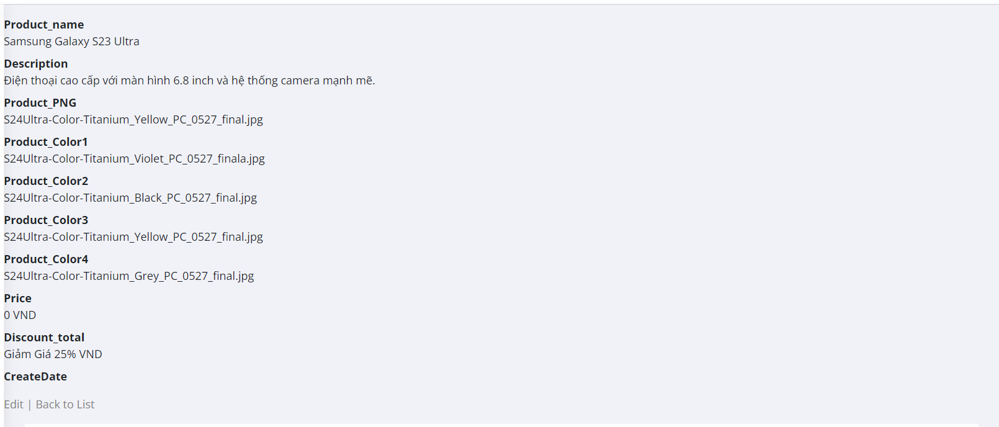 Product_name
Samsung Galaxy S23 Ultra
Description
Điện thoại cao cấp với màn hình 6.8 inch và hệ thống camera mạnh mẽ.
Product_PNG
S24Ultra-Color-Titanium_Yellow_PC_0527_final.jpg
Product_Color1
S24Ultra-Color-Titanium_Violet_PC_0527_finala.jpg
Product_Color2
S24Ultra-Color-Titanium_Black_PC_0527_final.jpg
Product_Color3
S24Ultra-Color-Titanium_Yellow_PC_0527_final.jpg
Product_Color4
S24Ultra-Color-Titanium_Grey_PC_0527_final.jpg
Price
0 VND
Discount_total
Giảm Giá 25% VND
CreateDate
Edit | Back to List